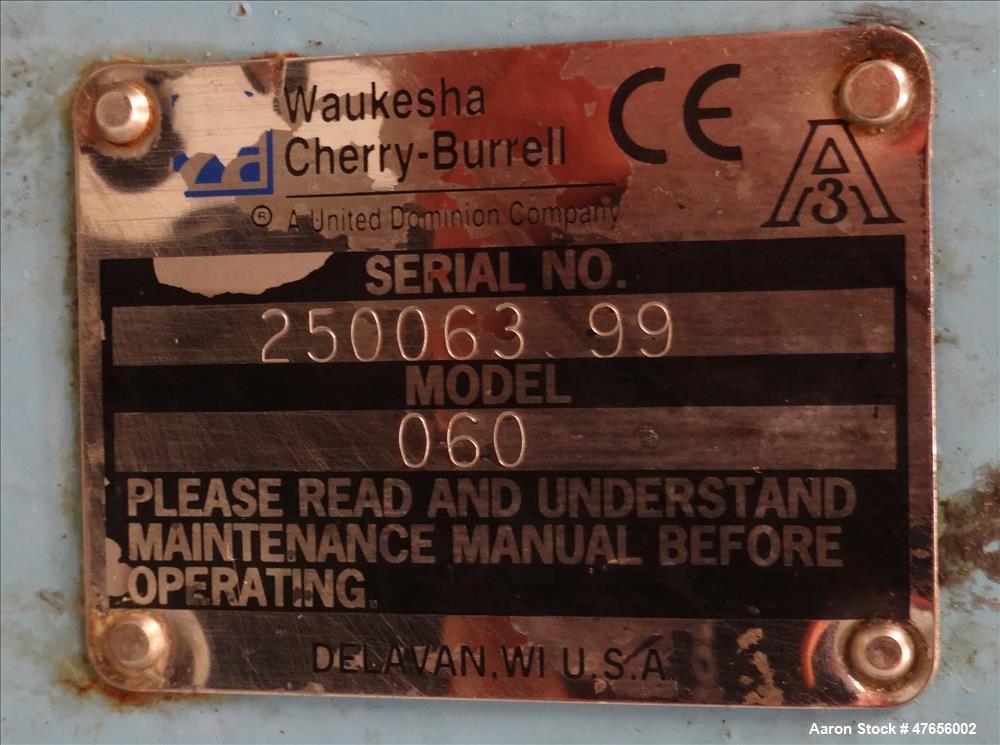 Waukesha
Cherry-Burrell
CE
A
3
® A United Dominion Company
SERIAL NO.
250063 99
MODEL
060
PLEASE READ AND UNDERSTAND
MAINTENANCE MANUAL BEFORE
OPERATING.
DELAVAN, WI U.S.A.
Aaron Stock # 47656002